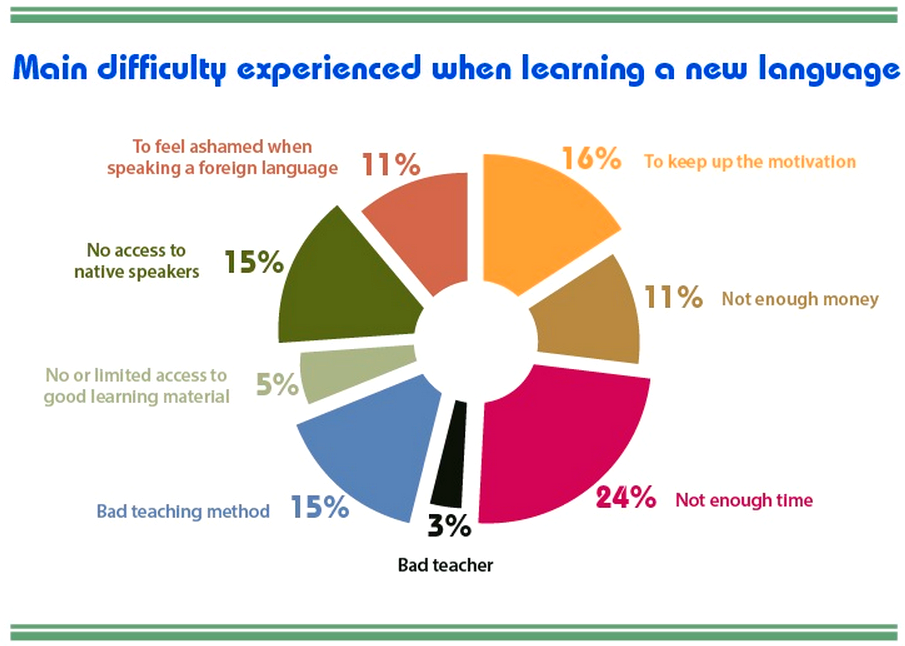 Main difficulty experienced when learning a new language
To feel ashamed when
speaking a foreign language
11%
16%
To keep up the motivation
No access to
native speakers
15%
11%
Not enough money
No or limited access to
good learning material
5%
24%
Not enough time
Bad teaching method
15%
3%
Bad teacher